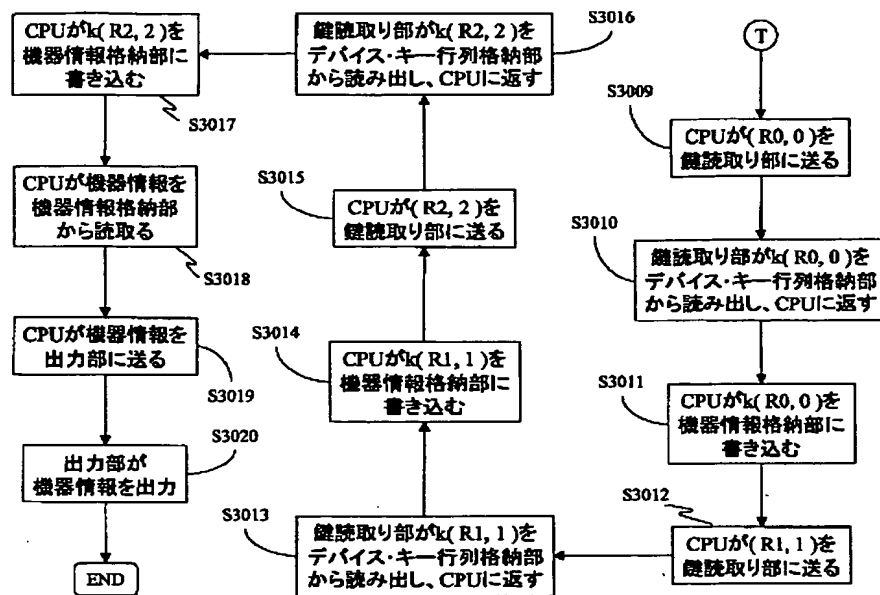 T
S3009
CPUが( R0, 0 )を
鍵読取り部に送る
S3010
鍵読取り部がk( R0, 0 )を
デバイス・キー行列格納部
から読み出し、CPUに返す
S3011
CPUがk( R0, 0 )を
機器情報格納部に
書き込む
S3012
CPUが( R1, 1 )を
鍵読取り部に送る
S3013
鍵読取り部がk( R1, 1 )を
デバイス・キー行列格納部
から読み出し、CPUに返す
S3014
CPUがk( R1, 1 )を
機器情報格納部に
書き込む
S3015
CPUが( R2, 2 )を
鍵読取り部に送る
S3016
鍵読取り部がk( R2, 2 )を
デバイス・キー行列格納部
から読み出し、CPUに返す
S3017
CPUがk( R2, 2 )を
機器情報格納部に
書き込む
S3018
CPUが機器情報を
機器情報格納部
から読取る
S3019
CPUが機器情報を
出力部に送る
S3020
出力部が
機器情報を出力
END